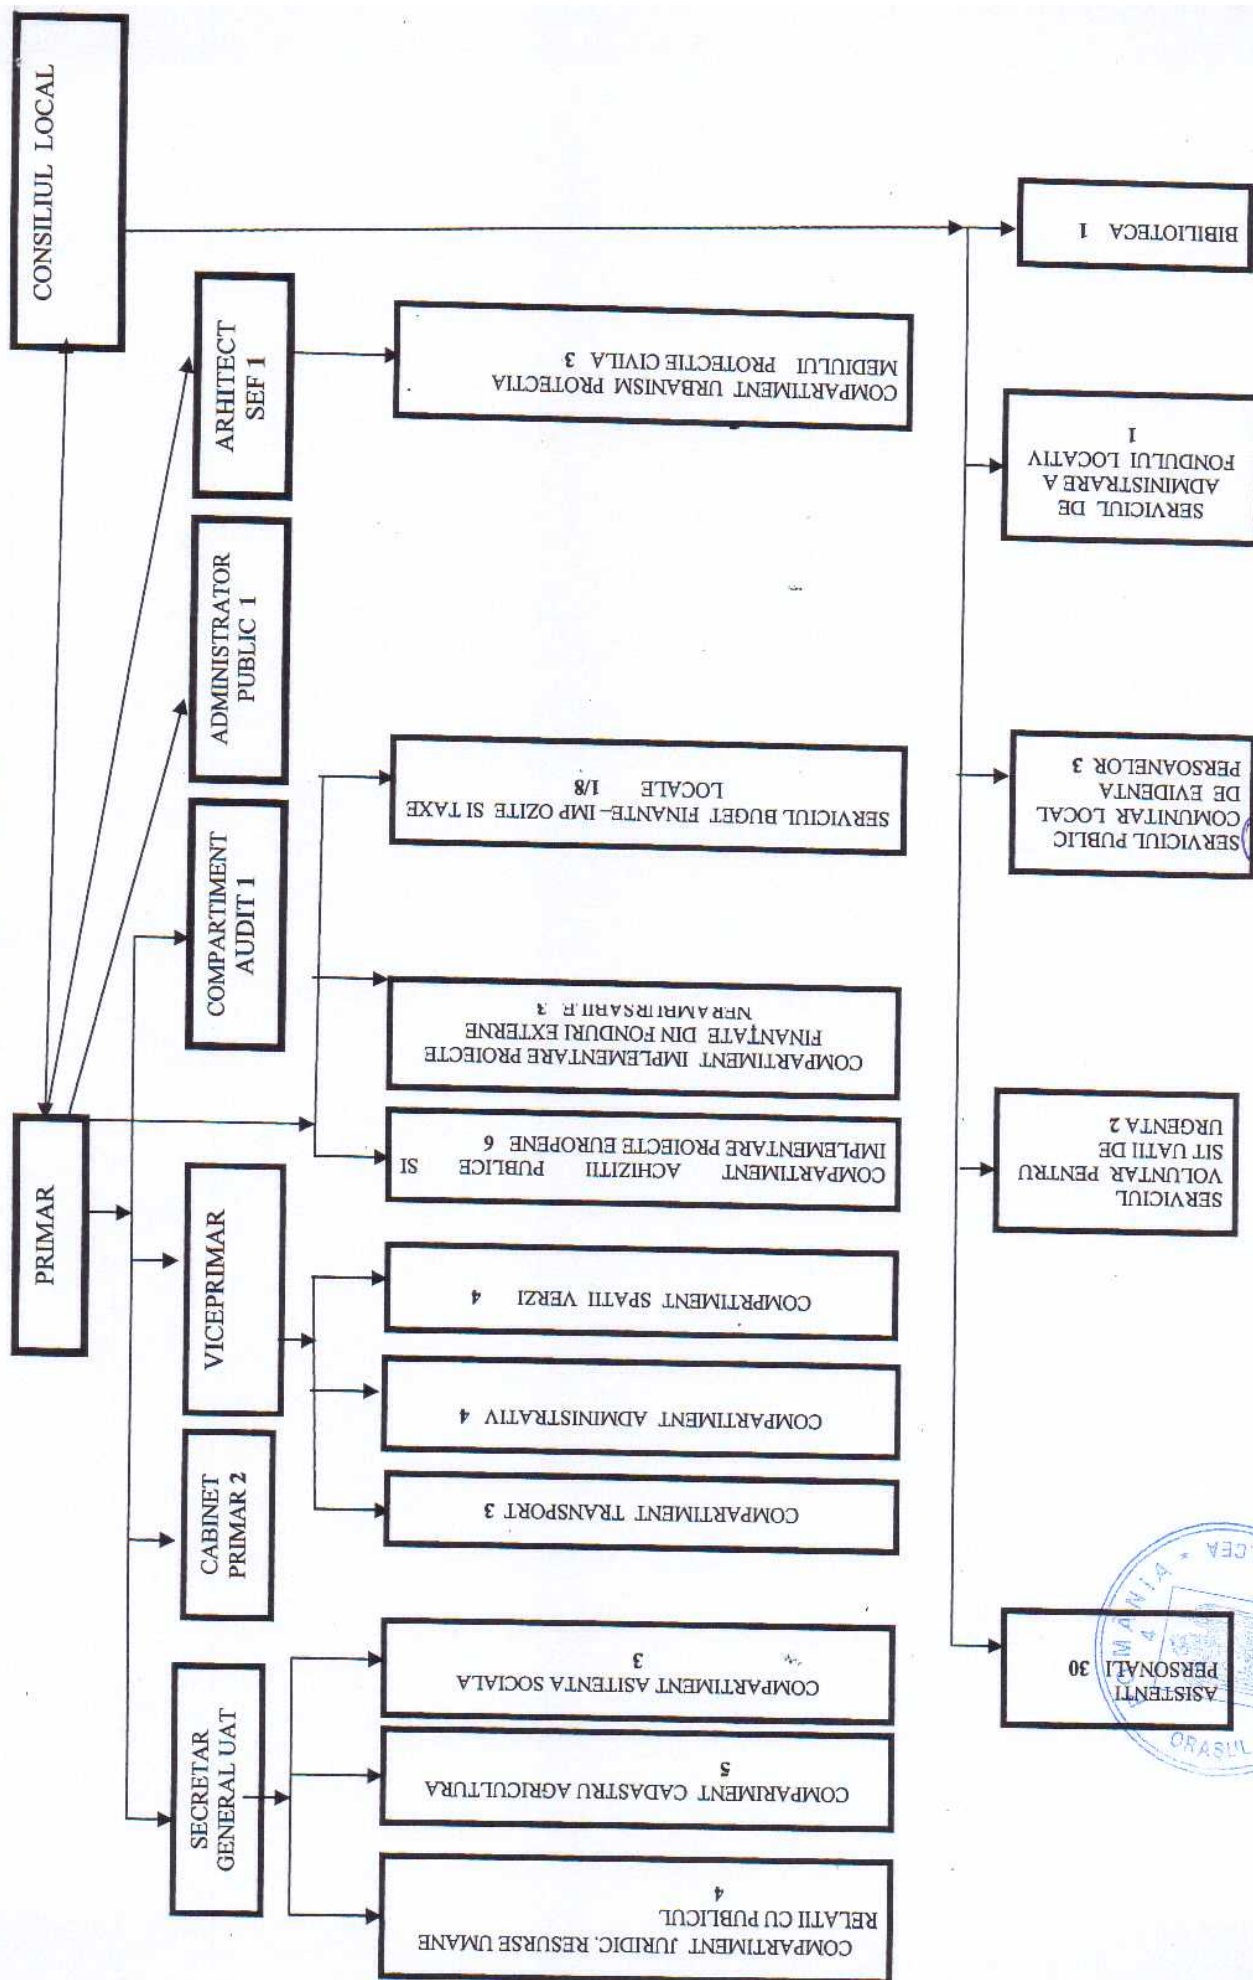 CONSILIUL LOCAL
PRIMAR
SECRETAR
GENERAL UAT
CABINET
PRIMAR 2
VICEPRIMAR
COMPARTIMENT
AUDIT 1
ADMINISTRATOR
PUBLIC 1
ARHITECT
SEF 1
COMPARTIMENT JURIDIC. RESURSE UMANE
RELATII CU PUBLICUL
4
COMPARIMENT CADASTRU AGRICULTURA
5
COMPARTIMENT ASITENTA SOCIALA
3
COMPARTIMENT TRANSPORT 3
COMPARTIMENT ADMINISTRATIV 4
COMPRTIMENT SPATII VERZI 4
COMPARTIMENT ACHIZITII PUBLICE SI
IMPLEMENTARE PROIECTE EUROPENE 6
COMPARTIMENT IMPLEMENTARE PROIECTE
FINANȚATE DIN FONDURI EXTERNE
NERAMBURSABILE 3
SERVICIUL BUGET FINANTE–IMPOZITE SI TAXE
LOCALE 1/8
COMPARTIMENT URBANISM PROTECTIA
MEDIULUI PROTECTIE CIVILA 3
ASISTENTI
PERSONALI 30
SERVICIUL
VOLUNTAR PENTRU
SIT UATII DE
URGENTA 2
SERVICIUL PUBLIC
COMUNITAR LOCAL
DE EVIDENTA
PERSOANELOR 3
SERVICIUL DE
ADMINISTRARE A
FONDULUI LOCATIV
1
BIBILIOTECA 1
ROMÂNIA *
4
ORASUL